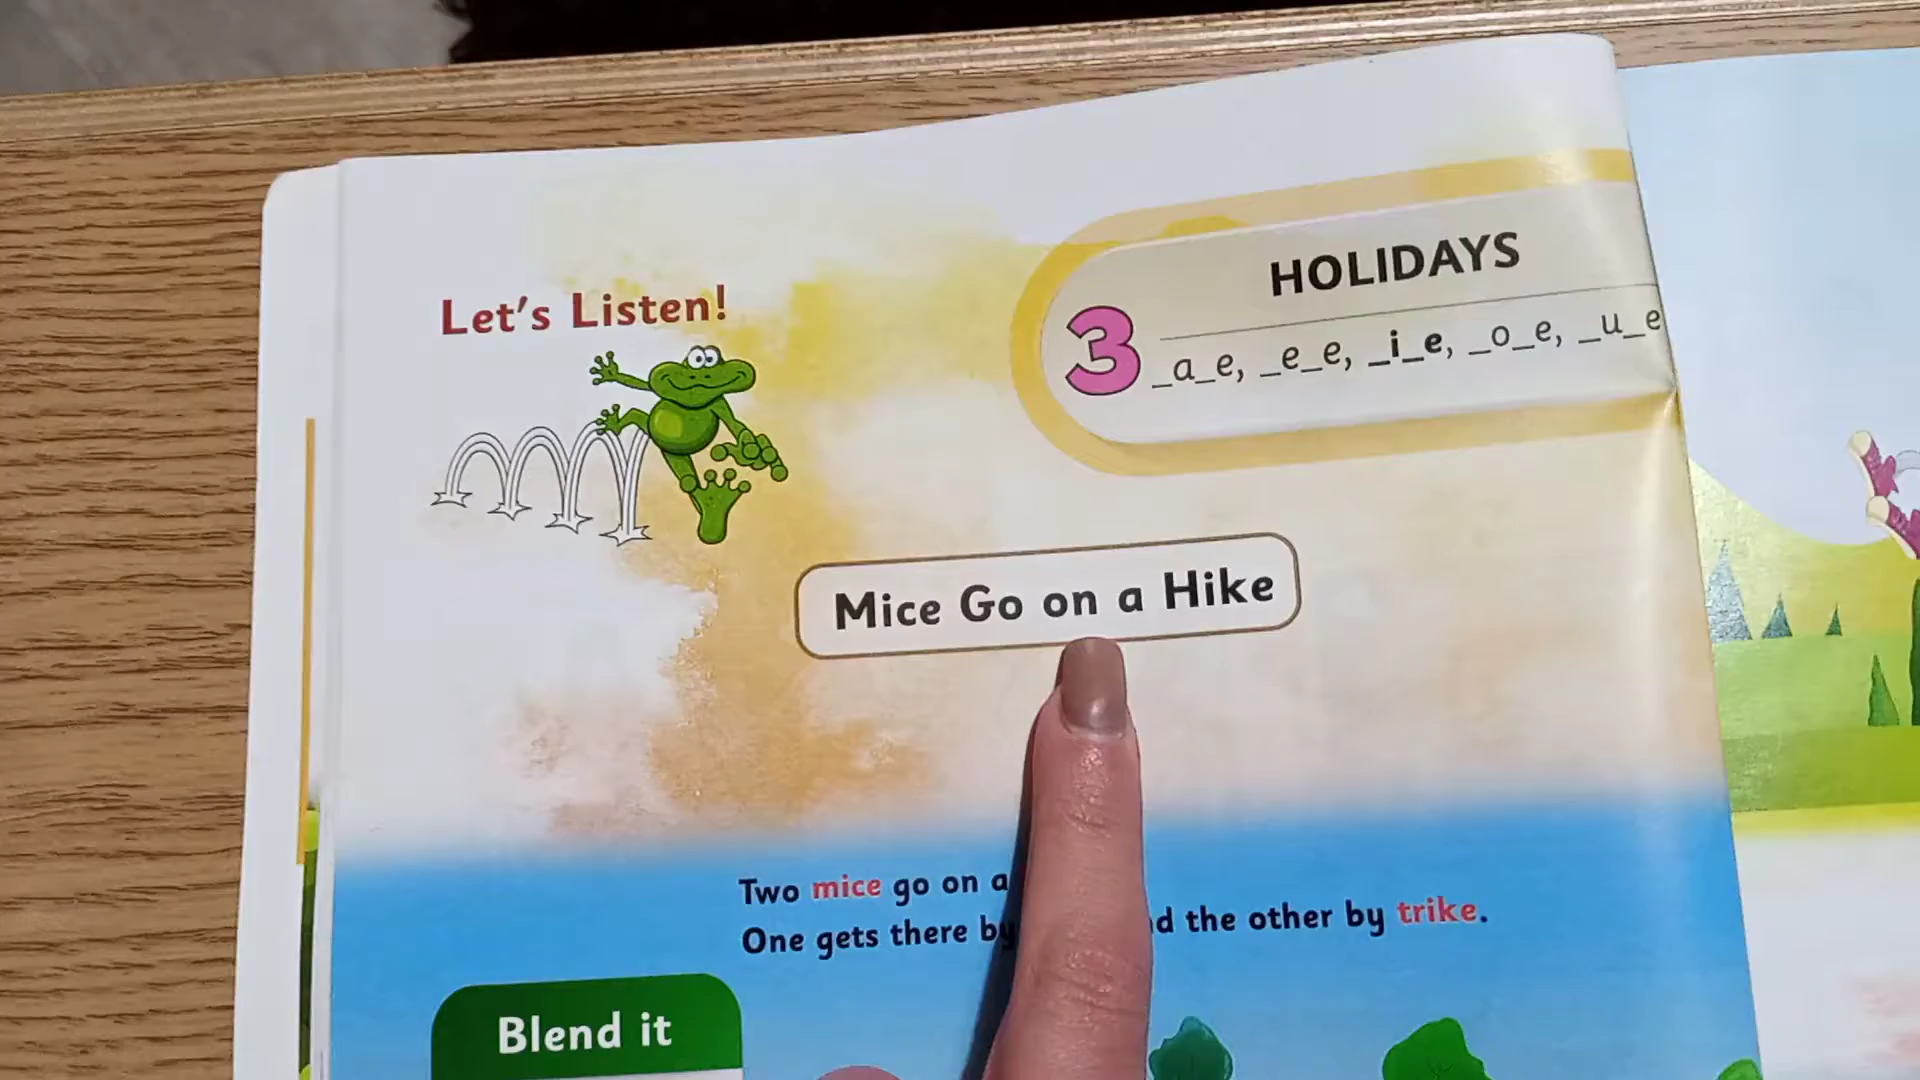 Let's Listen!
HOLIDAYS
3
_a_e, _e_e, _i_e, _o_e, _u_e
Mice Go on a Hike
Two mice go on a
One gets there by the other by trike.
Blend it